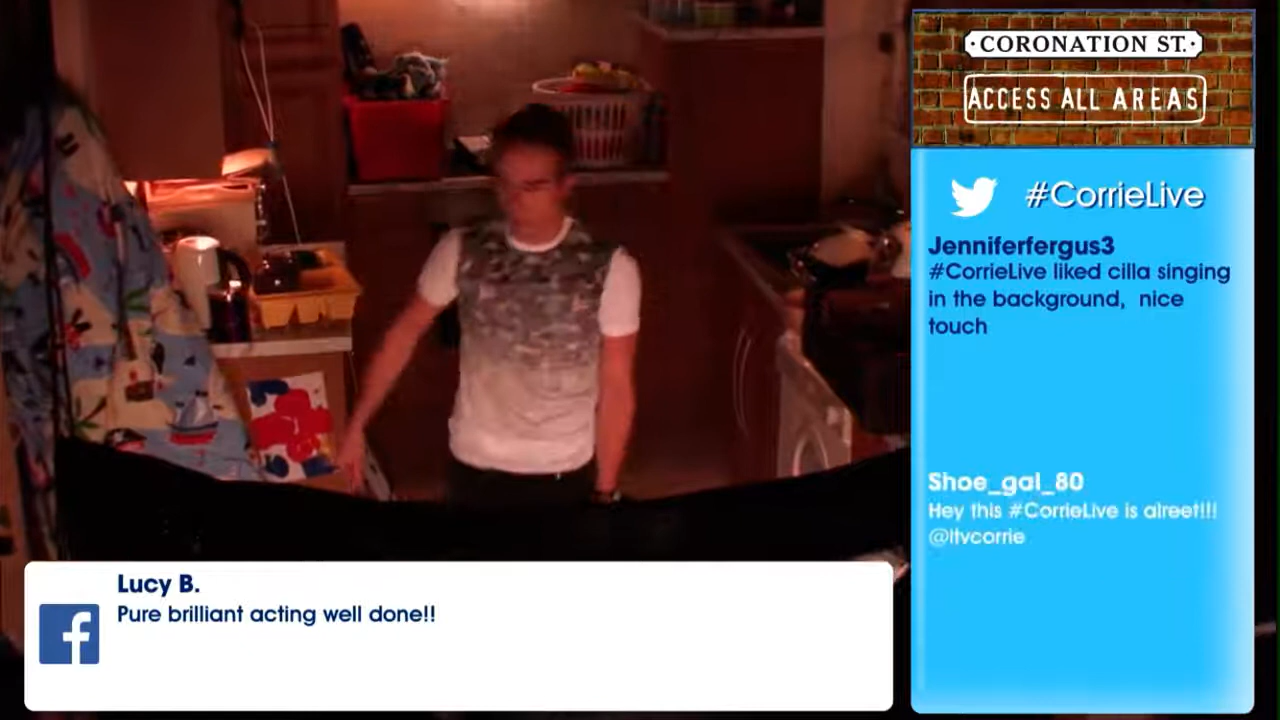 ·CORONATION ST.·
ACCESS ALL AREAS
#CorrieLive
Jenniferfergus3
#CorrieLive liked cilla singing
in the background, nice
touch
Shoe_gal_80
Hey this #CorrieLive is alreet!!!
@itvcorrie
Lucy B.
Pure brilliant acting well done!!